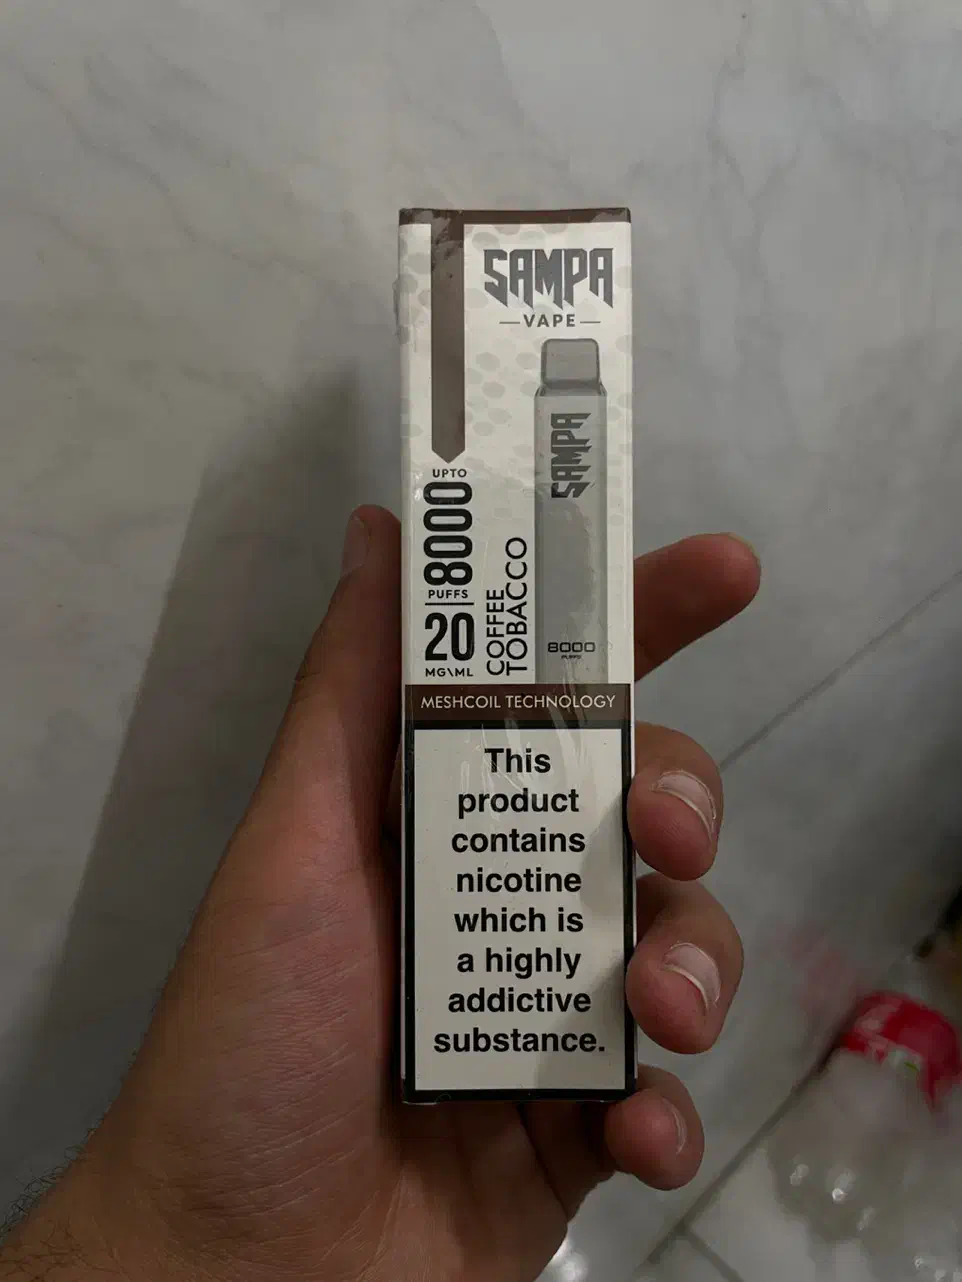 SAMPA
—VAPE—
SAMPA
UPTO
8000
PUFFS
20
MG\ML
COFFEE
TOBACCO
8000
PUFFS
MESHCOIL TECHNOLOGY
This
product
contains
nicotine
which is
a highly
addictive
substance.